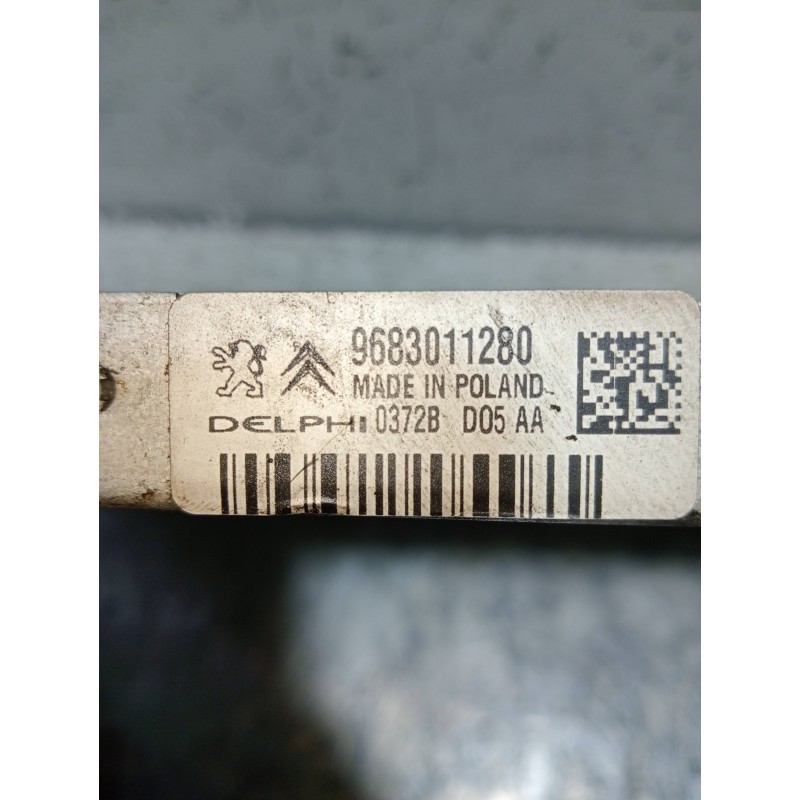 9683011280
MADE IN POLAND
DELPHI 0372B D05 AA